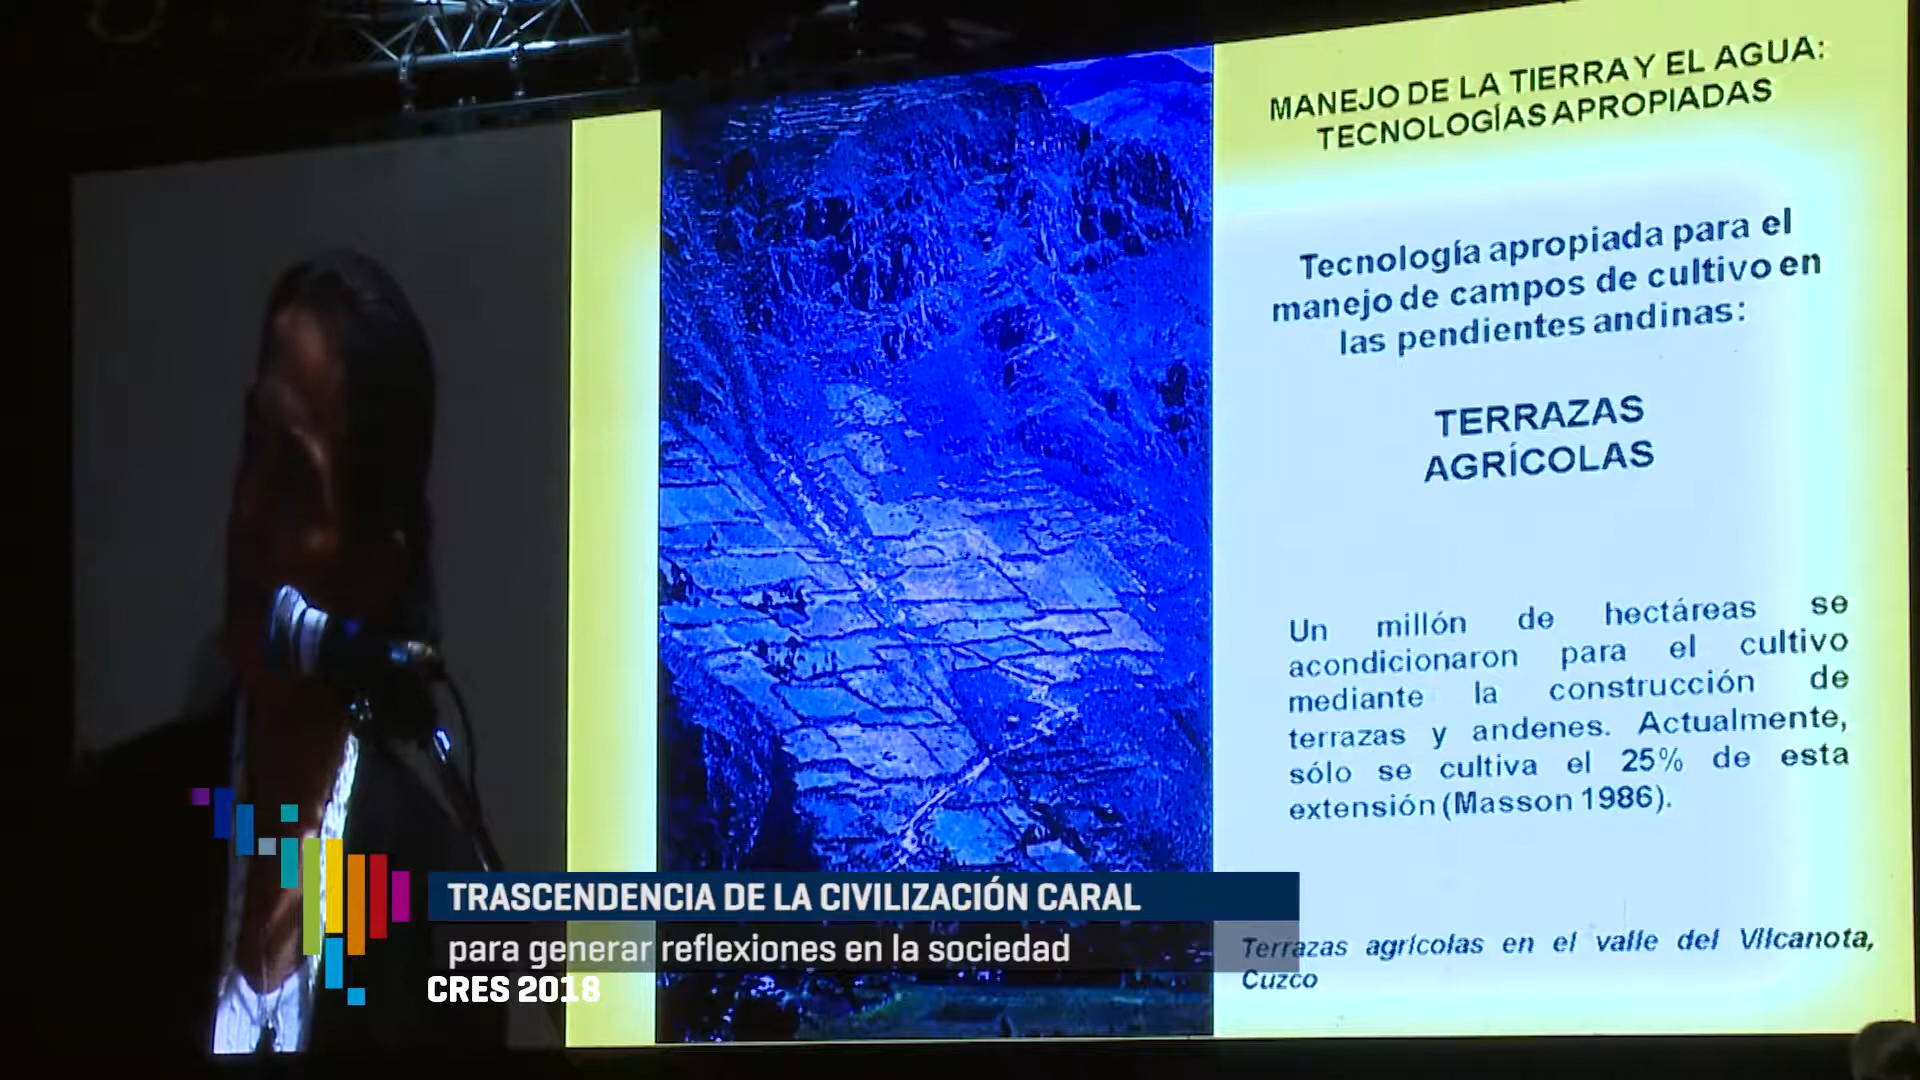 MANEJO DE LA TIERRA Y EL AGUA:
TECNOLOGÍAS APROPIADAS
Tecnología apropiada para el
manejo de campos de cultivo en
las pendientes andinas:
TERRAZAS
AGRÍCOLAS
Un millón de hectáreas se
acondicionaron para el cultivo
mediante la construcción de
terrazas y andenes. Actualmente,
sólo se cultiva el 25% de esta
extensión (Masson 1986).
Terrazas agrícolas en el valle del Vilcanota,
Cuzco
TRASCENDENCIA DE LA CIVILIZACIÓN CARAL
para generar reflexiones en la sociedad
CRES 2018